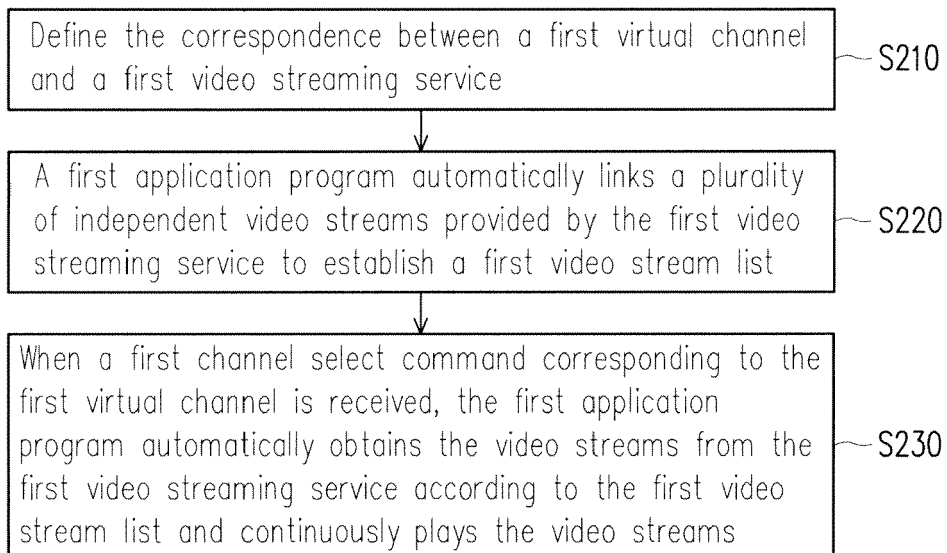 Define the correspondence between a first virtual channel
and a first video streaming service
S210
A first application program automatically links a plurality
of independent video streams provided by the first video
streaming service to establish a first video stream list
S220
When a first channel select command corresponding to the
first virtual channel is received, the first application
program automatically obtains the video streams from the
first video streaming service according to the first video
stream list and continuously plays the video streams
S230